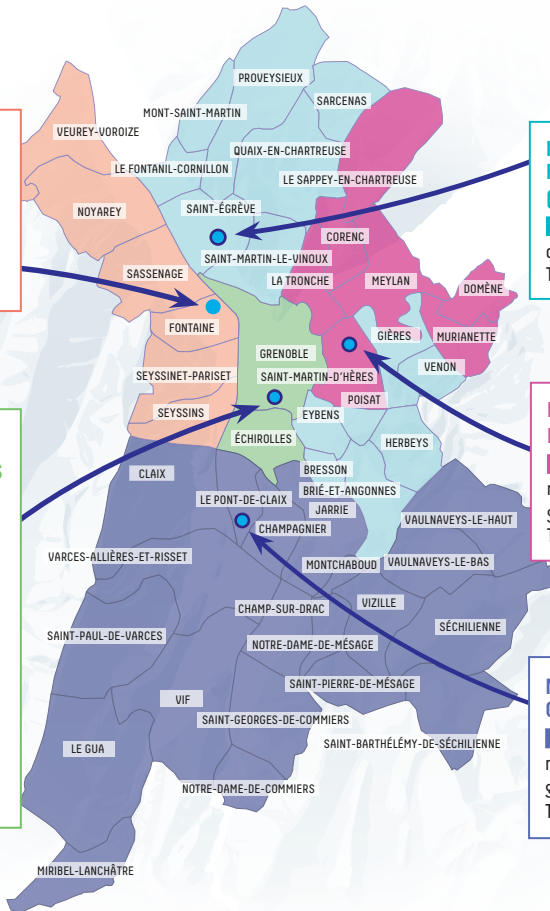 PROVEYSIEUX
SARCENAS
MONT-SAINT-MARTIN
VEUREY-VOROIZE
QUAIX-EN-CHARTREUSE
LE FONTANIL-CORNILLON
LE SAPPEY-EN-CHARTREUSE
NOYAREY
SAINT-ÉGRÈVE
CORENC
SAINT-MARTIN-LE-VINOUX
SASSENAGE
LA TRONCHE
MEYLAN
DOMÈNE
FONTAINE
GIÈRES
MURIANETTE
GRENOBLE
VENON
SEYSSINET-PARISET
SAINT-MARTIN-D'HÈRES
POISAT
SEYSSINS
EYBENS
ÉCHIROLLES
HERBEYS
CLAIX
BRESSON
BRIÉ-ET-ANGONNES
LE PONT-DE-CLAIX
JARRIE
CHAMPAGNIER
VAULNAVEYS-LE-HAUT
VARCES-ALLIÈRES-ET-RISSET
MONTCHABOUD
VAULNAVEYS-LE-BAS
VIZILLE
CHAMP-SUR-DRAC
SÉCHILIENNE
SAINT-PAUL-DE-VARCES
NOTRE-DAME-DE-MÉSAGE
SAINT-PIERRE-DE-MÉSAGE
VIF
SAINT-GEORGES-DE-COMMIERS
SAINT-BARTHÉLÉMY-DE-SÉCHILIENNE
LE GUA
NOTRE-DAME-DE-COMMIERS
MIRIBEL-LANCHÂTRE